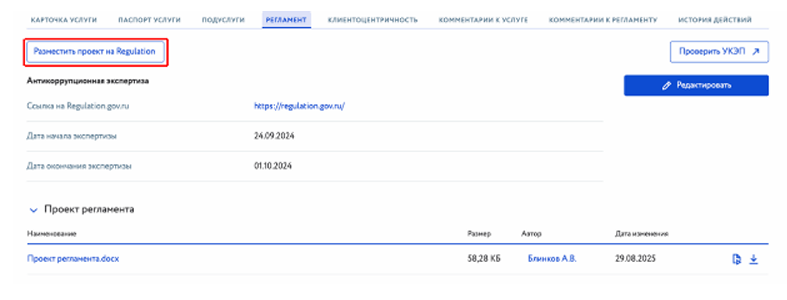 КАРТОЧКА УСЛУГИ ПАСПОРТ УСЛУГИ ПОДУСЛУГИ РЕГЛАМЕНТ КЛИЕНТОЦЕНТРИЧНОСТЬ КОММЕНТАРИИ К УСЛУГЕ КОММЕНТАРИИ К РЕГЛАМЕНТУ ИСТОРИЯ ДЕЙСТВИЙ
Разместить проект на Regulation Проверить УКЭП
Антикоррупционная экспертиза Редактировать
Ссылка на Regulation.gov.ru https://regulation.gov.ru/
Дата начала экспертизы 24.09.2024
Дата окончания экспертизы 01.10.2024
Проект регламента
Наименование Размер Автор Дата изменения
Проект регламента.docx 58,28 КБ Блинков А.В. 29.08.2025